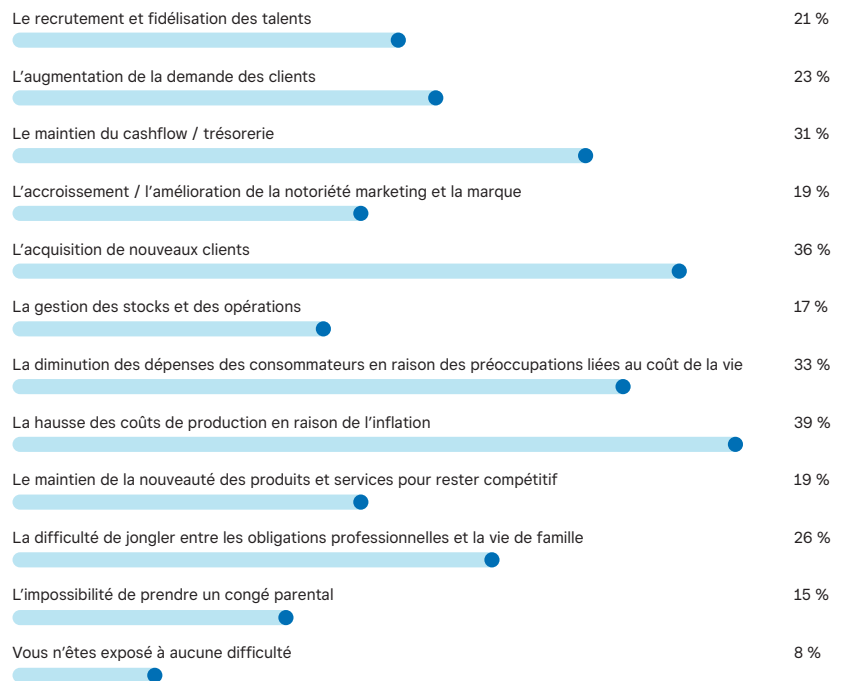 Le recrutement et fidélisation des talents 21 %
L’augmentation de la demande des clients 23 %
Le maintien du cashflow / trésorerie 31 %
L’accroissement / l’amélioration de la notoriété marketing et la marque 19 %
L’acquisition de nouveaux clients 36 %
La gestion des stocks et des opérations 17 %
La diminution des dépenses des consommateurs en raison des préoccupations liées au coût de la vie 33 %
La hausse des coûts de production en raison de l’inflation 39 %
Le maintien de la nouveauté des produits et services pour rester compétitif 19 %
La difficulté de jongler entre les obligations professionnelles et la vie de famille 26 %
L’impossibilité de prendre un congé parental 15 %
Vous n’êtes exposé à aucune difficulté 8 %